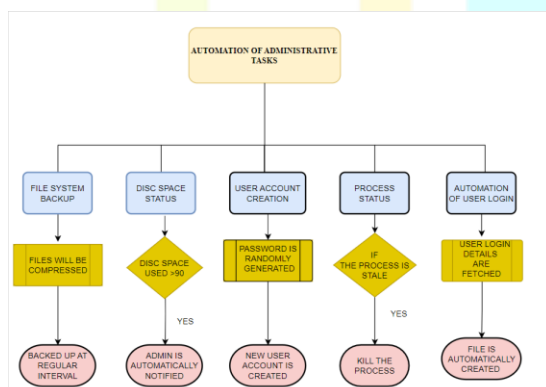 AUTOMATION OF ADMINISTRATIVE
TASKS
FILE SYSTEM
BACKUP
DISC SPACE
STATUS
USER ACCOUNT
CREATION
PROCESS
STATUS
AUTOMATION
OF USER LOGIN
FILES WILL BE
COMPRESSED
DISC SPACE
USED >90
PASSWORD IS
RANDOMLY
GENERATED
IF
THE PROCESS IS
STALE
USER LOGIN
DETAILS
ARE
FETCHED
YES
YES
BACKED UP AT
REGULAR
INTERVAL
ADMIN IS
AUTOMATICALLY
NOTIFIED
NEW USER
ACCOUNT IS
CREATED
KILL THE
PROCESS
FILE IS
AUTOMATICALLY
CREATED